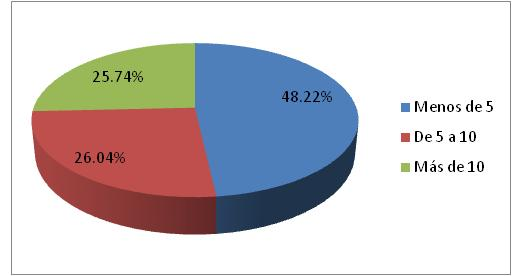 25.74%
48.22%
26.04%
Menos de 5
De 5 a 10
Más de 10